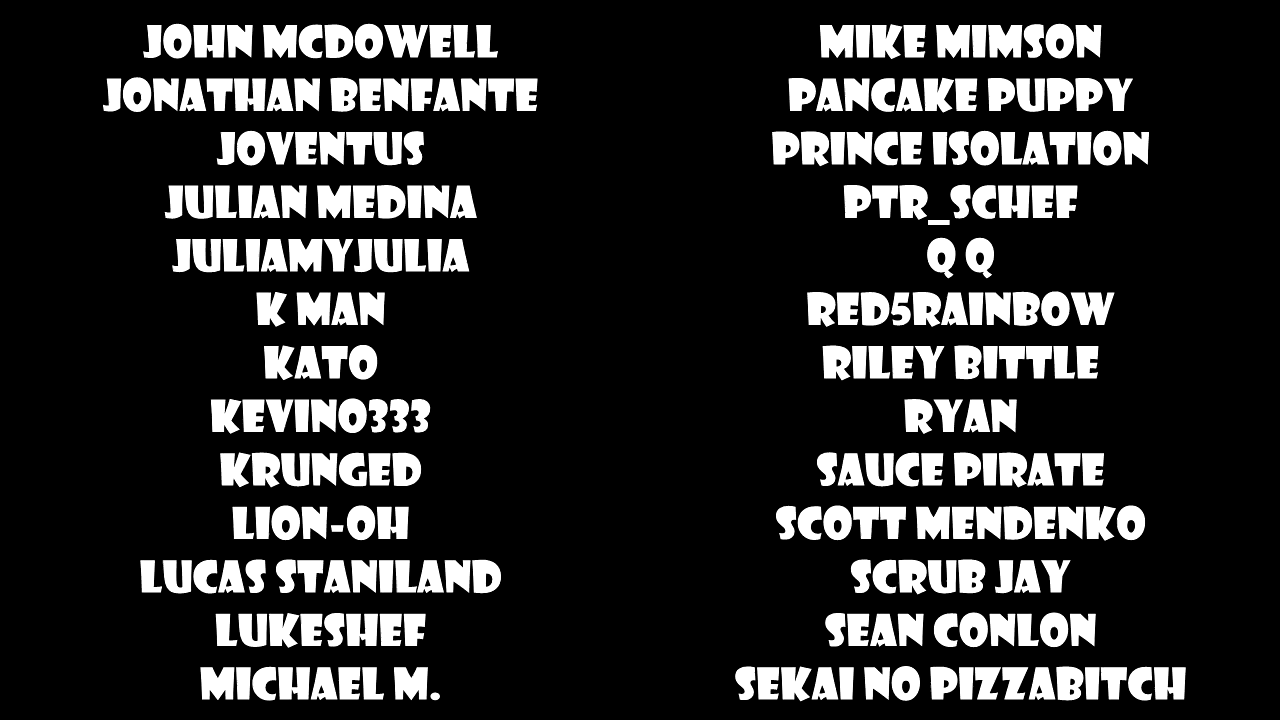 JOHN MCDOWELL
JONATHAN BENFANTE
JOVENTUS
JULIAN MEDINA
JULIAMYJULIA
K MAN
KATO
KEVINO333
KRUNGED
LION-OH
LUCAS STANILAND
LUKESHEF
MICHAEL M.
MIKE MIMSON
PANCAKE PUPPY
PRINCE ISOLATION
PTR_SCHEF
Q Q
RED5RAINBOW
RILEY BITTLE
RYAN
SAUCE PIRATE
SCOTT MENDENKO
SCRUB JAY
SEAN CONLON
SEKAI NO PIZZABITCH